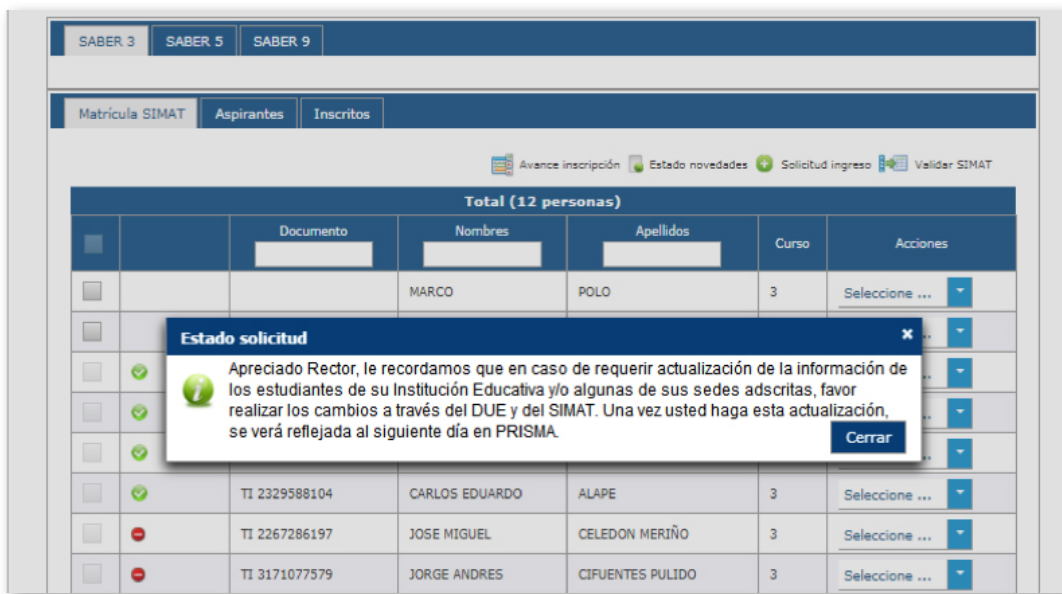 SABER 3 SABER 5 SABER 9
Matrícula SIMAT Aspirantes Inscritos
Avance inscripción Estado novedades Solicitud ingreso Validar SIMAT
Total (12 personas)
Documento Nombres Apellidos Curso Acciones
MARCO POLO 3 Seleccione ...
Estado solicitud
Apreciado Rector, le recordamos que en caso de requerir actualización de la información de
los estudiantes de su Institución Educativa y/o algunas de sus sedes adscritas, favor
realizar los cambios a través del DUE y del SIMAT. Una vez usted haga esta actualización,
se verá reflejada al siguiente día en PRISMA.
Cerrar
TI 2329588104 CARLOS EDUARDO ALAPE 3 Seleccione ...
TI 2267286197 JOSE MIGUEL CELEDON MERIÑO 3 Seleccione ...
TI 3171077579 JORGE ANDRES CIFUENTES PULIDO 3 Seleccione ...